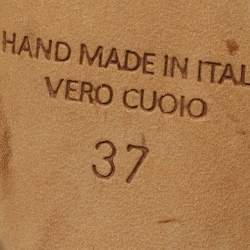 HAND MADE IN ITAL
VERO CUOIO
37